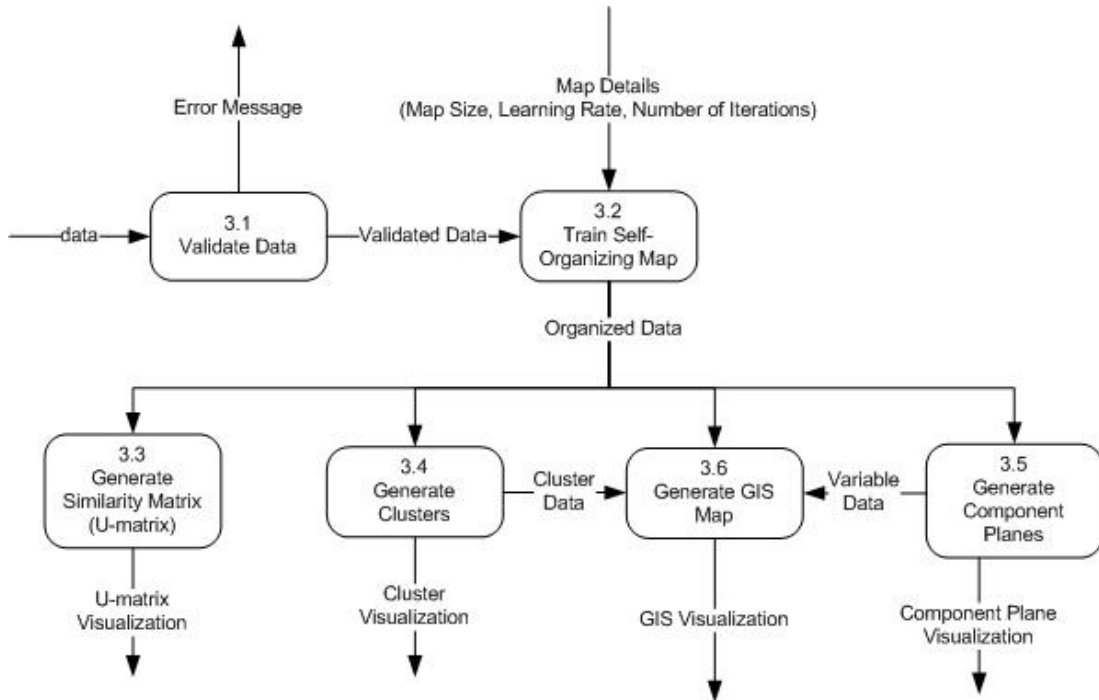 Error Message
Map Details
(Map Size, Learning Rate, Number of Iterations)
data
3.1
Validate Data
Validated Data
3.2
Train Self-
Organizing Map
Organized Data
3.3
Generate
Similarity Matrix
(U-matrix)
3.4
Generate
Clusters
Cluster
Data
3.6
Generate GIS
Map
Variable
Data
3.5
Generate
Component
Planes
U-matrix
Visualization
Cluster
Visualization
GIS Visualization
Component Plane
Visualization